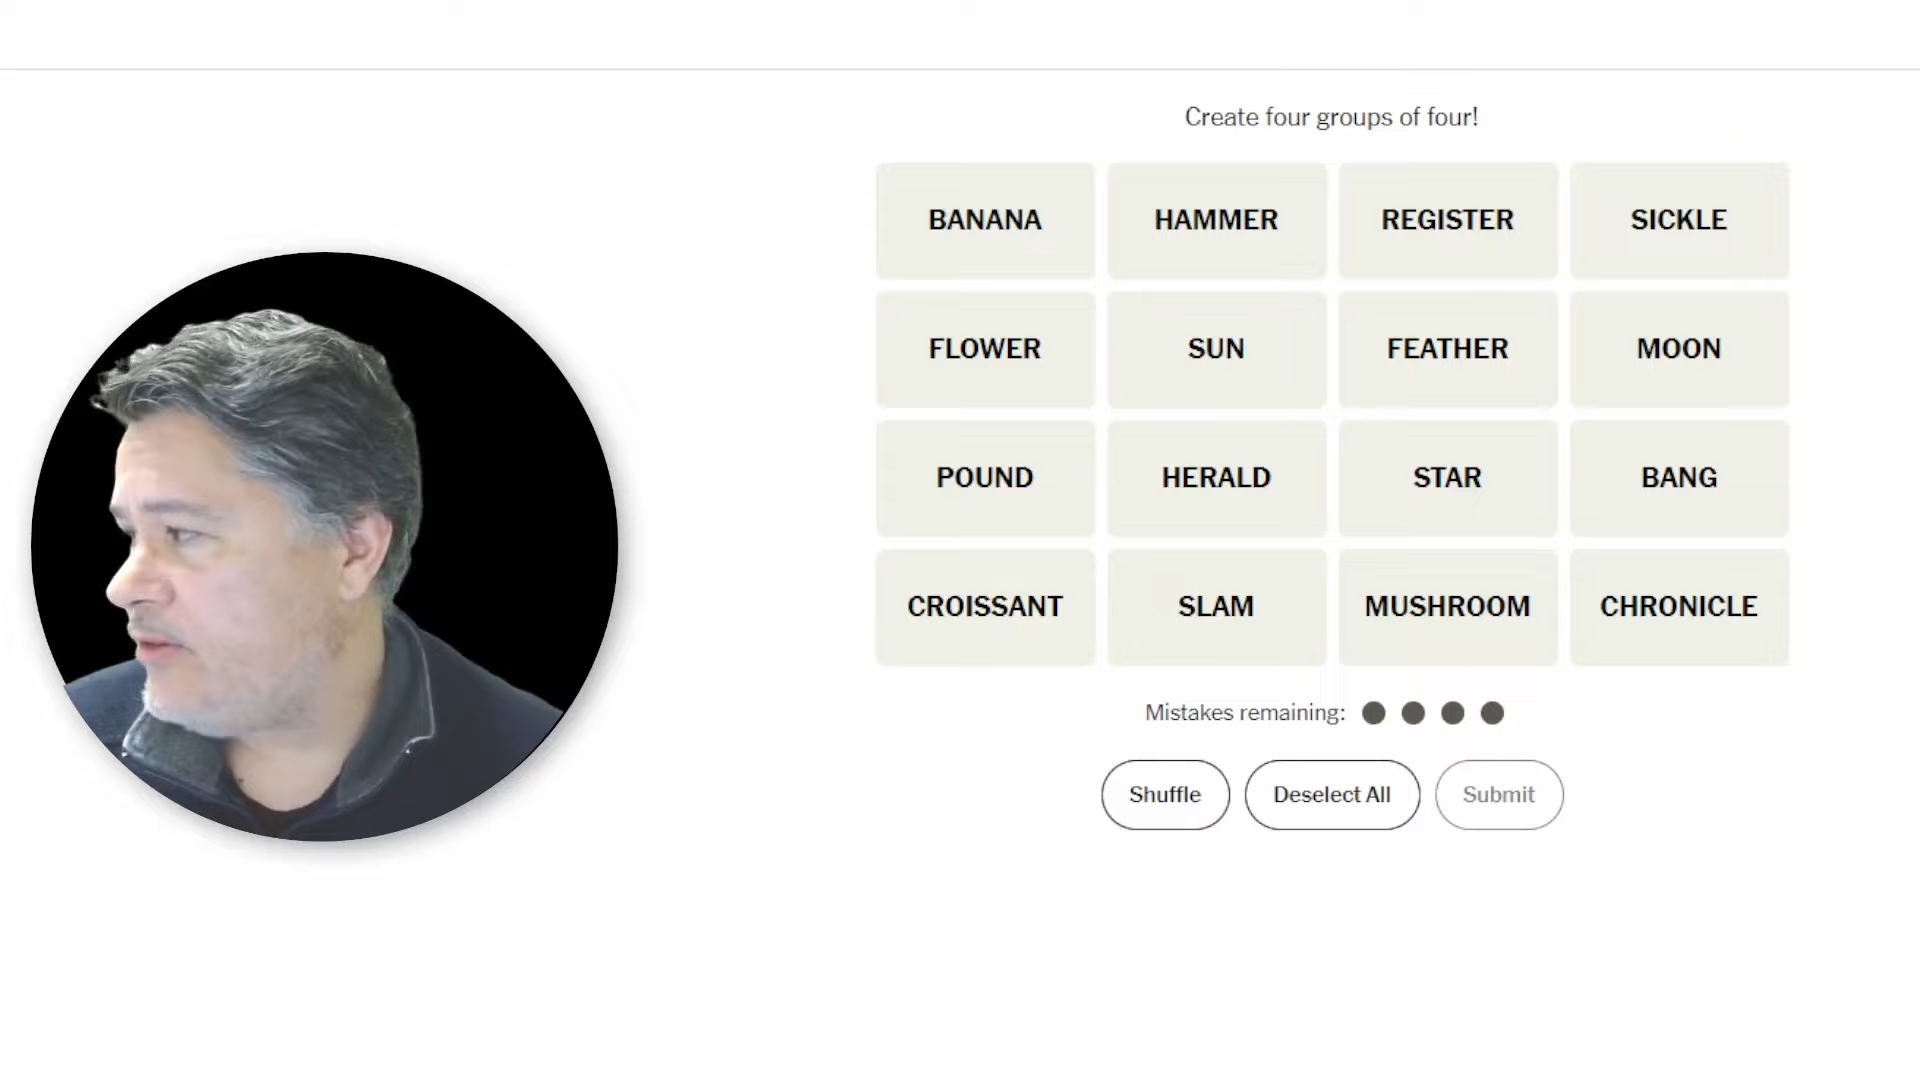 Create four groups of four!
BANANA HAMMER REGISTER SICKLE
FLOWER SUN FEATHER MOON
POUND HERALD STAR BANG
CROISSANT SLAM MUSHROOM CHRONICLE
Mistakes remaining:
Shuffle Deselect All Submit